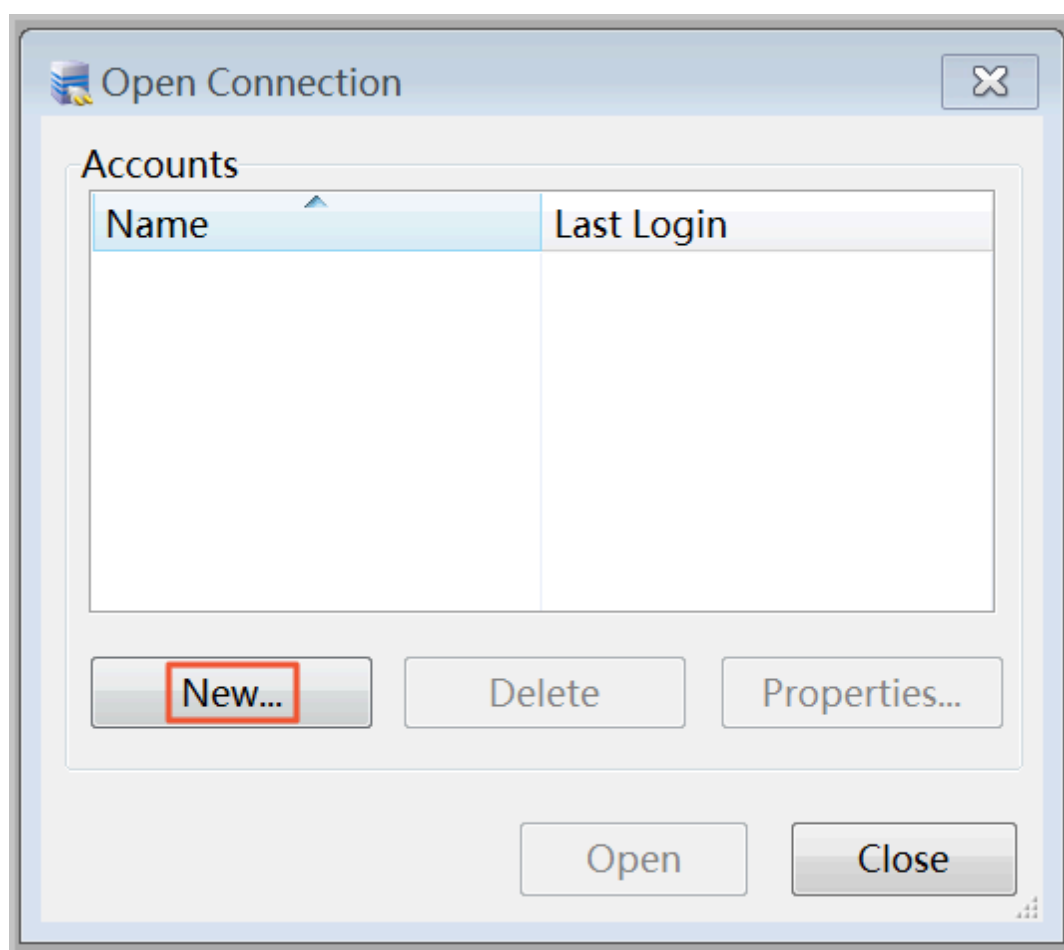 Open Connection
Accounts
Name Last Login
New... Delete Properties...
Open Close